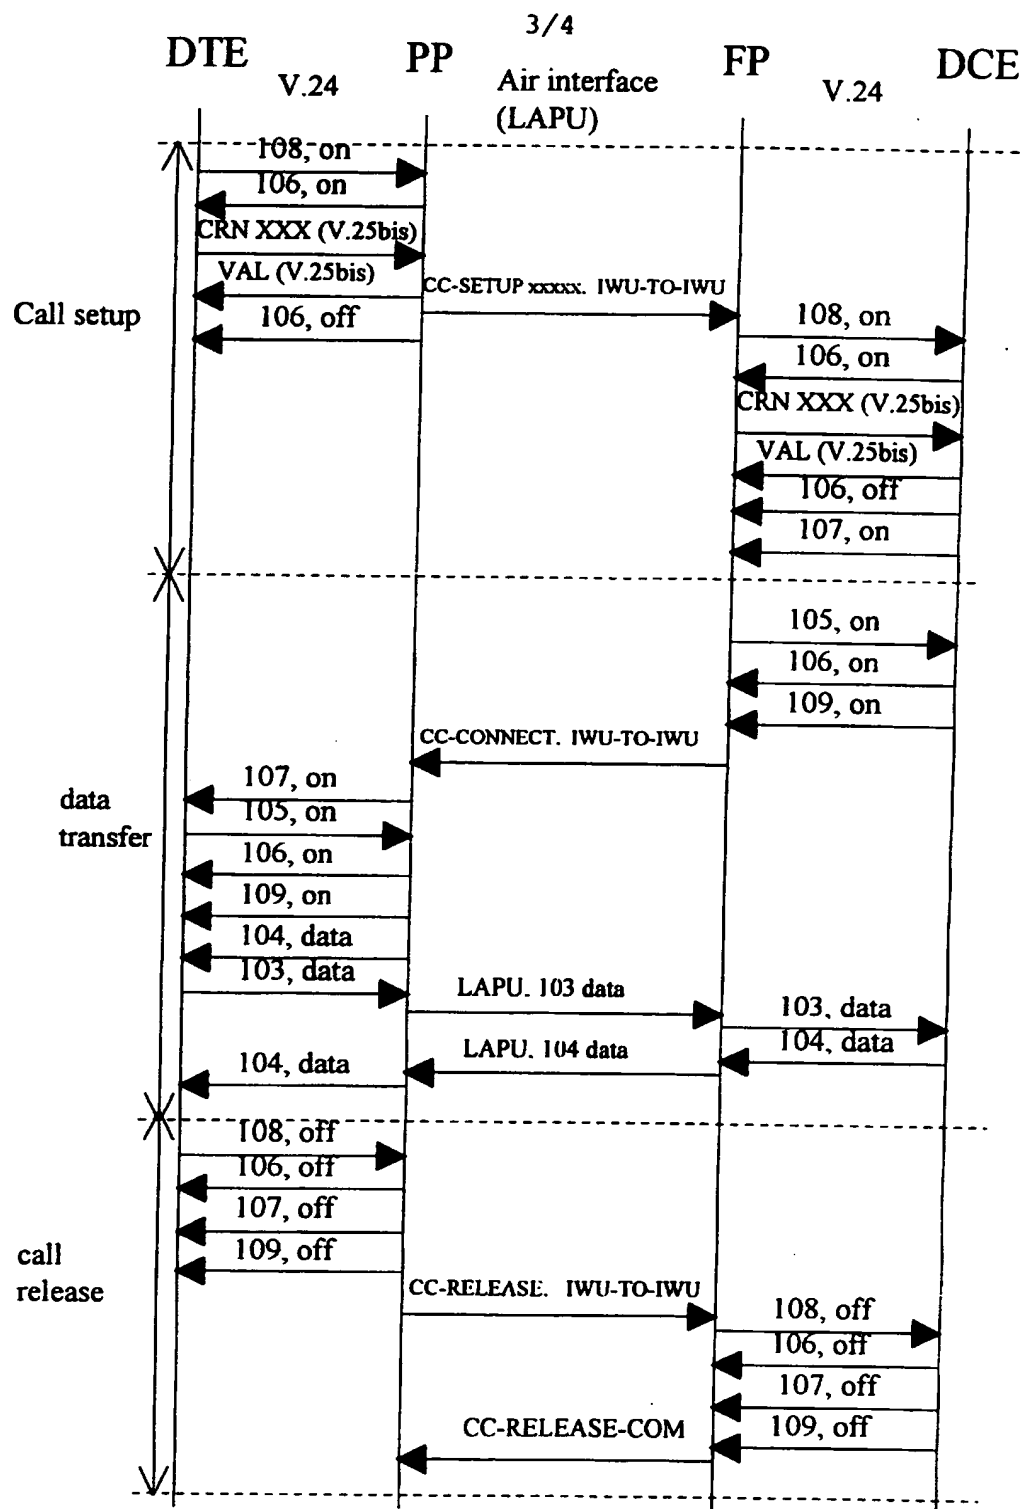 3/4
DTE
PP
FP
DCE
V.24
Air interface
(LAPU)
V.24
108, on
106, on
CRN XXX (V.25bis)
VAL (V.25bis)
CC-SETUP xxxxx. IWU-TO-IWU
Call setup
106, off
108, on
106, on
CRN XXX (V.25bis)
VAL (V.25bis)
106, off
107, on
105, on
106, on
109, on
CC-CONNECT. IWU-TO-IWU
107, on
data
transfer
105, on
106, on
109, on
104, data
103, data
LAPU. 103 data
103, data
104, data
LAPU. 104 data
104, data
108, off
106, off
107, off
109, off
call
release
CC-RELEASE. IWU-TO-IWU
108, off
106, off
107, off
109, off
CC-RELEASE-COM